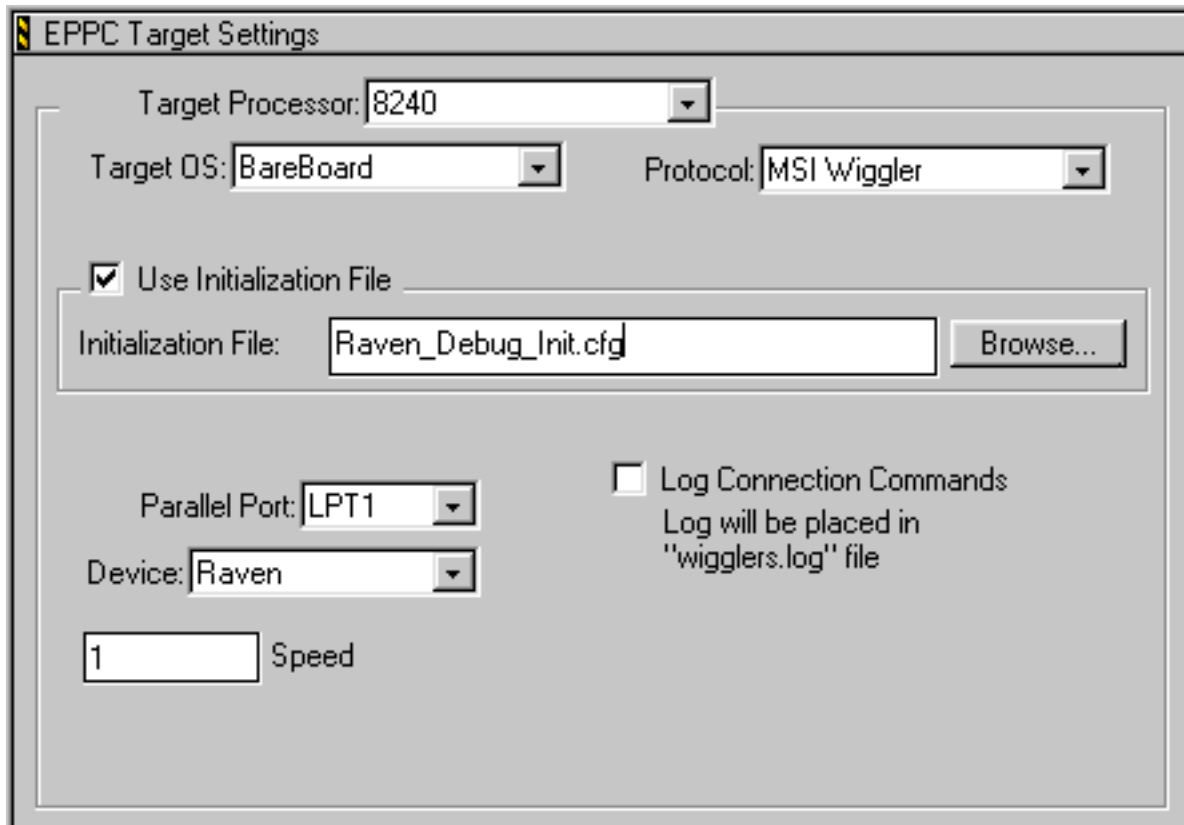 EPPC Target Settings
Target Processor: 8240
Target OS: BareBoard Protocol: MSI Wiggler
Use Initialization File
Initialization File: Raven_Debug_Init.cfg Browse...
Log Connection Commands
Parallel Port: LPT1
Log will be placed in
"wigglers.log" file
Device: Raven
1 Speed